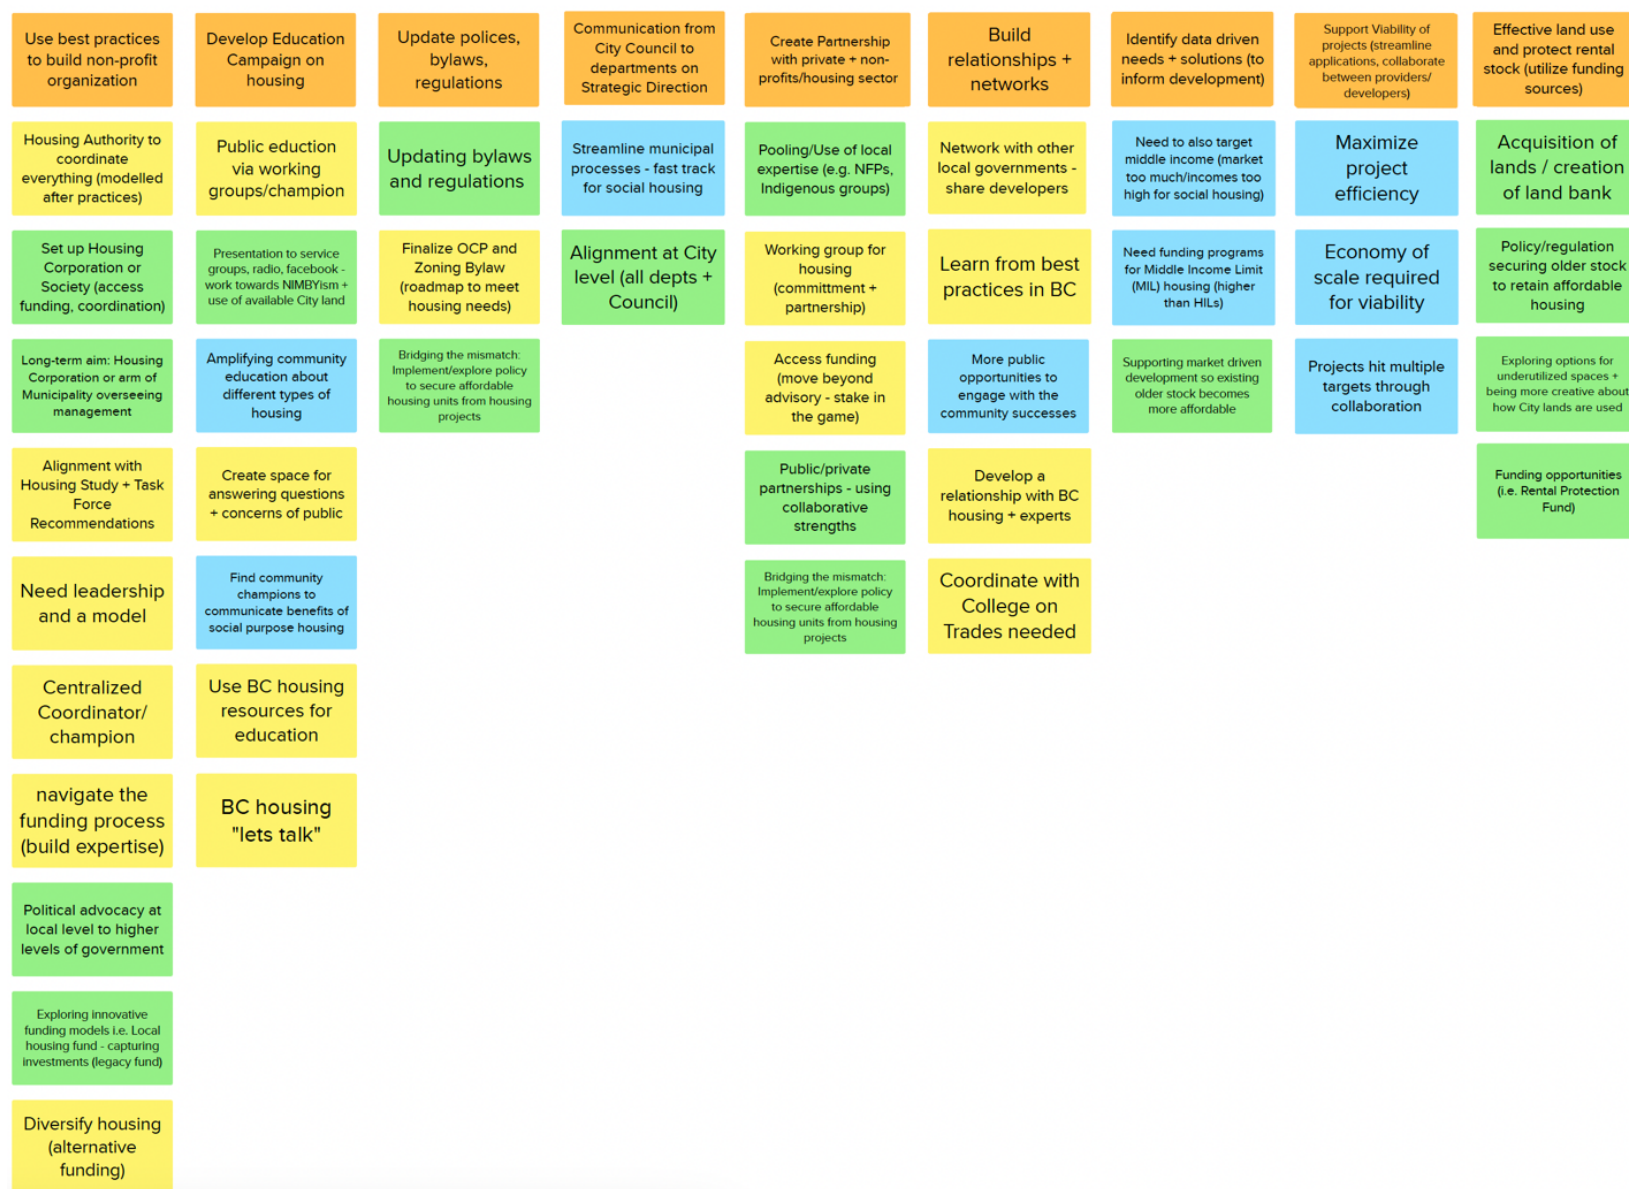 Use best practices
to build non-profit
organization
Housing Authority to
coordinate
everything (modelled
after practices)
Set up Housing
Corporation or
Society (access
funding, coordination)
Long-term aim: Housing
Corporation or arm of
Municipality overseeing
management
Alignment with
Housing Study + Task
Force
Recommendations
Need leadership
and a model
Centralized
Coordinator/
champion
navigate the
funding process
(build expertise)
Political advocacy at
local level to higher
levels of government
Exploring innovative
funding models i.e. Local
housing fund - capturing
investments (legacy fund)
Diversify housing
(alternative
funding)
Develop Education
Campaign on
housing
Public eduction
via working
groups/champion
Presentation to service
groups, radio, facebook -
work towards NIMBYism +
use of available City land
Amplifying community
education about
different types of
housing
Create space for
answering questions
+ concerns of public
Find community
champions to
communicate benefits of
social purpose housing
Use BC housing
resources for
education
BC housing
"lets talk"
Update polices,
bylaws,
regulations
Updating bylaws
and regulations
Finalize OCP and
Zoning Bylaw
(roadmap to meet
housing needs)
Bridging the mismatch:
Implement/explore policy
to secure affordable
housing units from housing
projects
Communication from
City Council to
departments on
Strategic Direction
Streamline municipal
processes - fast track
for social housing
Alignment at City
level (all depts +
Council)
Create Partnership
with private + non-
profits/housing sector
Pooling/Use of local
expertise (e.g. NFPs,
Indigenous groups)
Working group for
housing
(committment +
partnership)
Access funding
(move beyond
advisory - stake in
the game)
Public/private
partnerships - using
collaborative
strengths
Bridging the mismatch:
Implement/explore policy
to secure affordable
housing units from housing
projects
Build
relationships +
networks
Network with other
local governments -
share developers
Learn from best
practices in BC
More public
opportunities to
engage with the
community successes
Develop a
relationship with BC
housing + experts
Coordinate with
College on
Trades needed
Identify data driven
needs + solutions (to
inform development)
Need to also target
middle income (market
too much/incomes too
high for social housing)
Need funding programs
for Middle Income Limit
(MIL) housing (higher
than HILs)
Supporting market driven
development so existing
older stock becomes
more affordable
Support Viability of
projects (streamline
applications, collaborate
between providers/
developers)
Maximize
project
efficiency
Economy of
scale required
for viability
Projects hit multiple
targets through
collaboration
Effective land use
and protect rental
stock (utilize funding
sources)
Acquisition of
lands / creation
of land bank
Policy/regulation
securing older stock
to retain affordable
housing
Exploring options for
underutilized spaces +
being more creative about
how City lands are used
Funding opportunities
(i.e. Rental Protection
Fund)